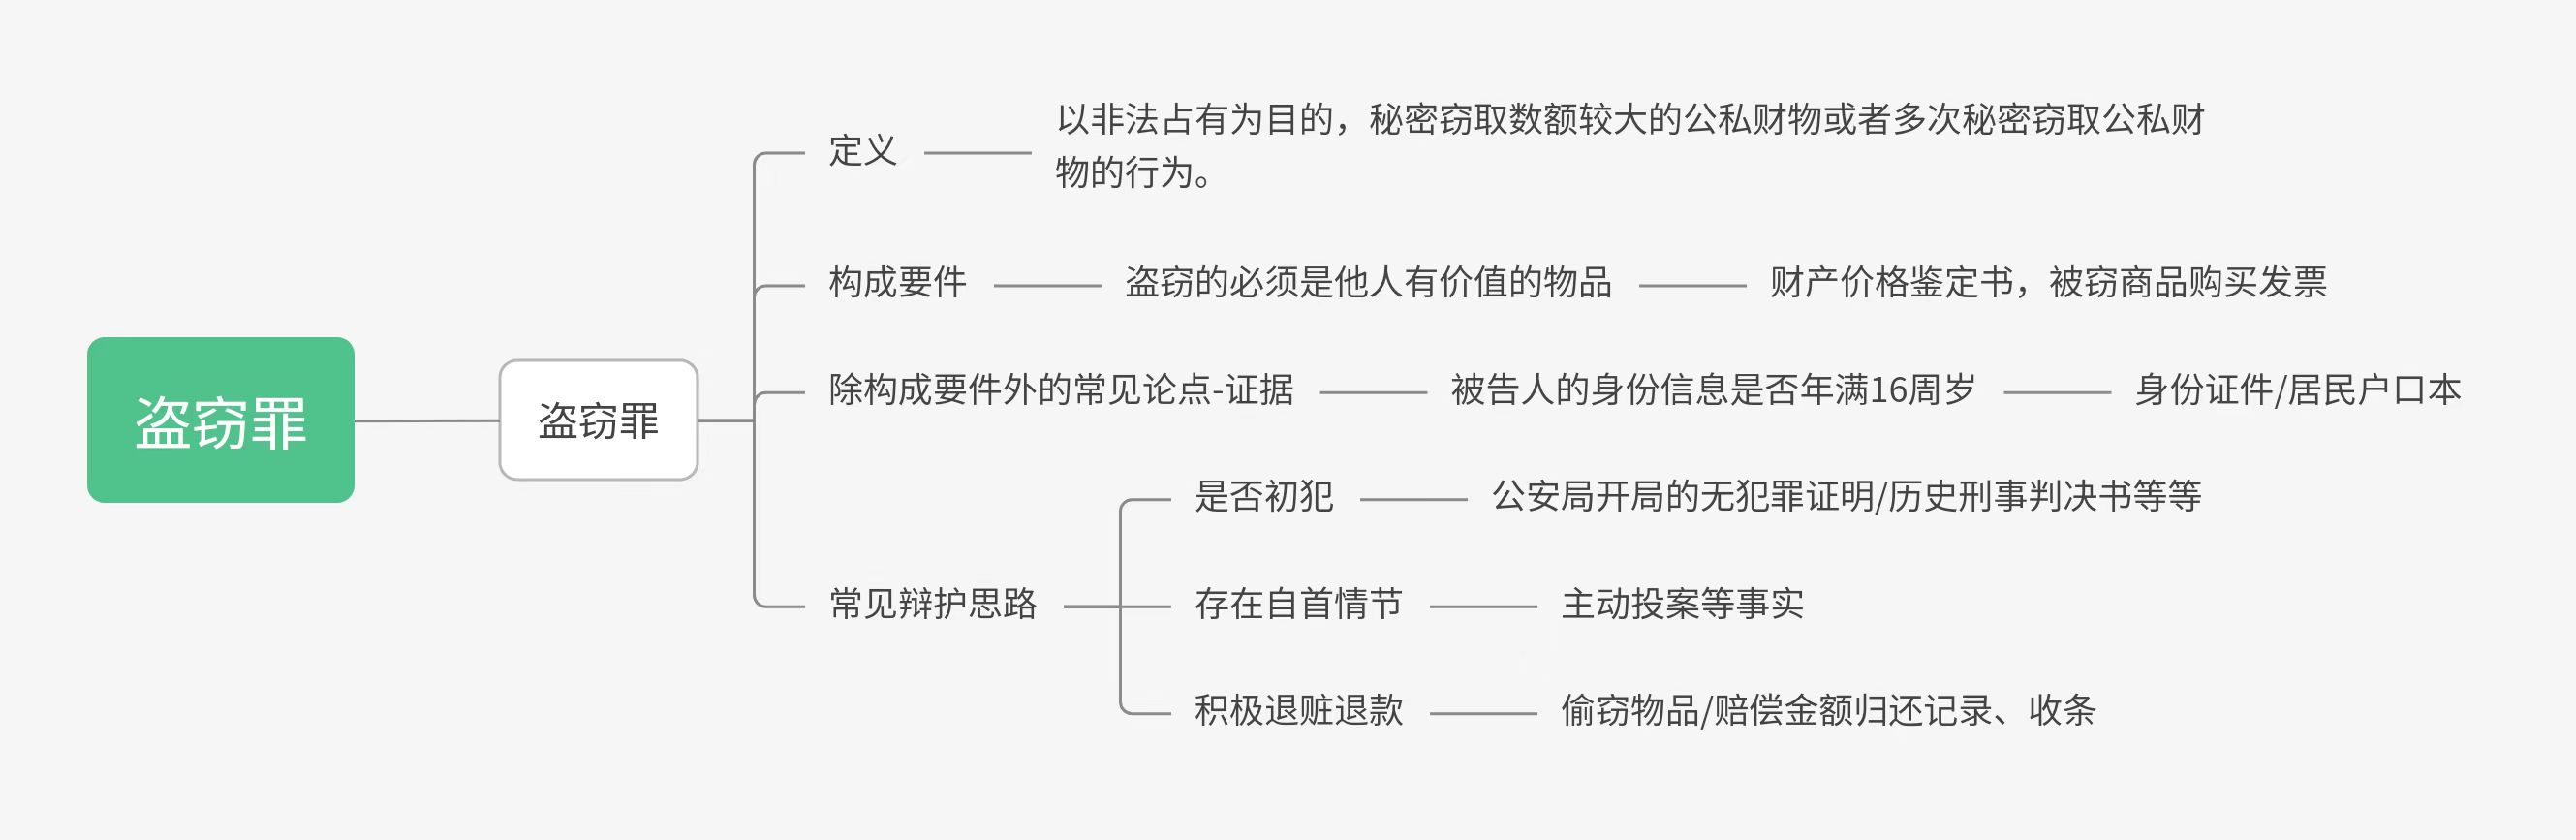 盗窃罪
盗窃罪
定义
以非法占有为目的，秘密窃取数额较大的公私财物或者多次秘密窃取公私财
物的行为。
构成要件
盗窃的必须是他人有价值的物品
财产价格鉴定书，被窃商品购买发票
除构成要件外的常见论点-证据
被告人的身份信息是否年满16周岁
身份证件/居民户口本
常见辩护思路
是否初犯
公安局开局的无犯罪证明/历史刑事判决书等等
存在自首情节
主动投案等事实
积极退赃退款
偷窃物品/赔偿金额归还记录、收条